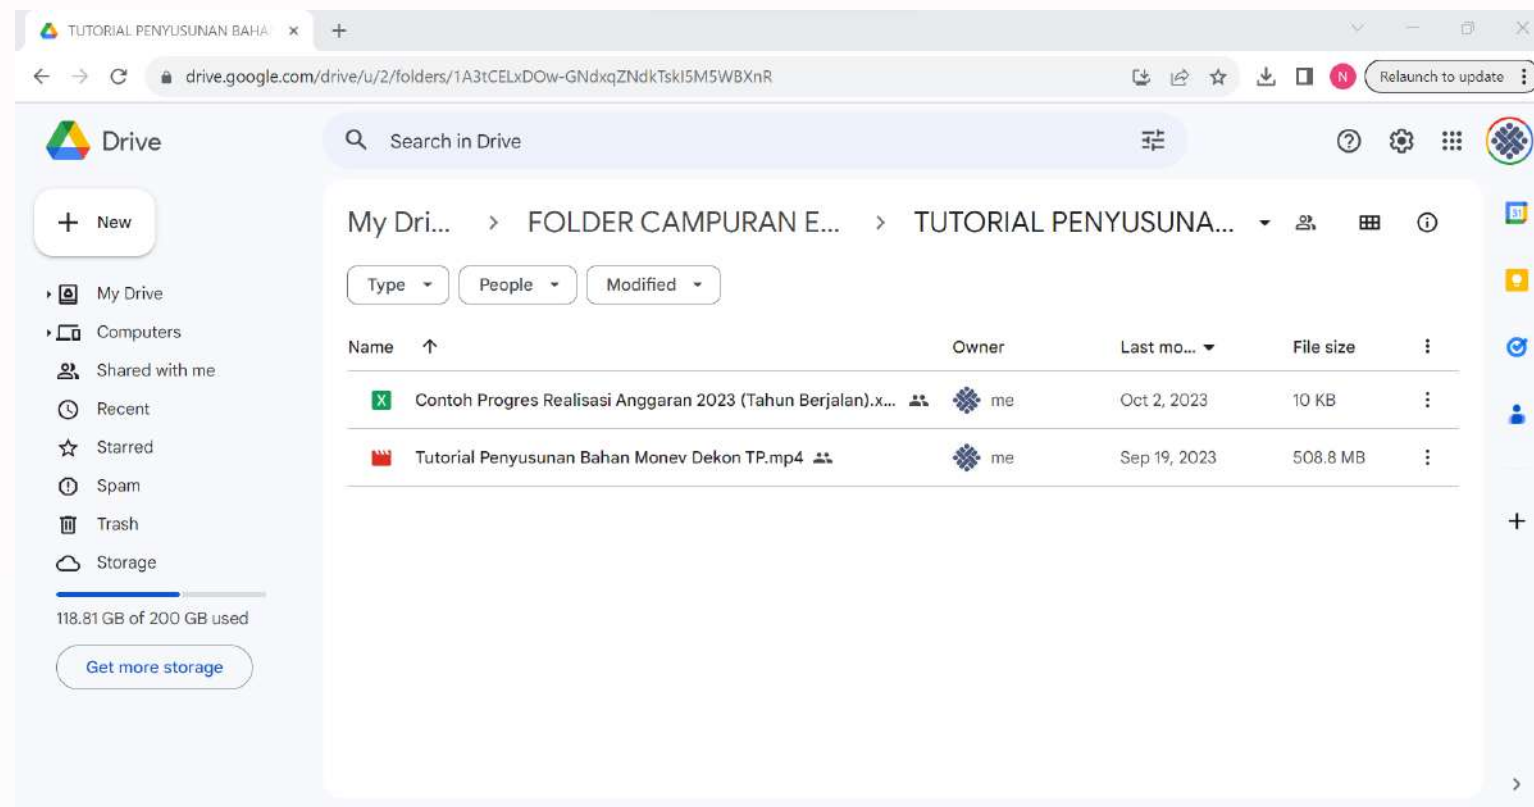 TUTORIAL PENYUSUNAN BAHA
drive.google.com/drive/u/2/folders/1A3tCELxDOw-GNdxqZNdkTskI5M5WBXnR
N
Relaunch to update
Drive
Search in Drive
New
My Dri... > FOLDER CAMPURAN E... > TUTORIAL PENYUSUNA...
31
Type
People
Modified
My Drive
Computers
Shared with me
Recent
Starred
Spam
Trash
Storage
118.81 GB of 200 GB used
Get more storage
Name Owner Last mo... File size
X Contoh Progres Realisasi Anggaran 2023 (Tahun Berjalan).x... me Oct 2, 2023 10 KB
Tutorial Penyusunan Bahan Monev Dekon TP.mp4 me Sep 19, 2023 508.8 MB